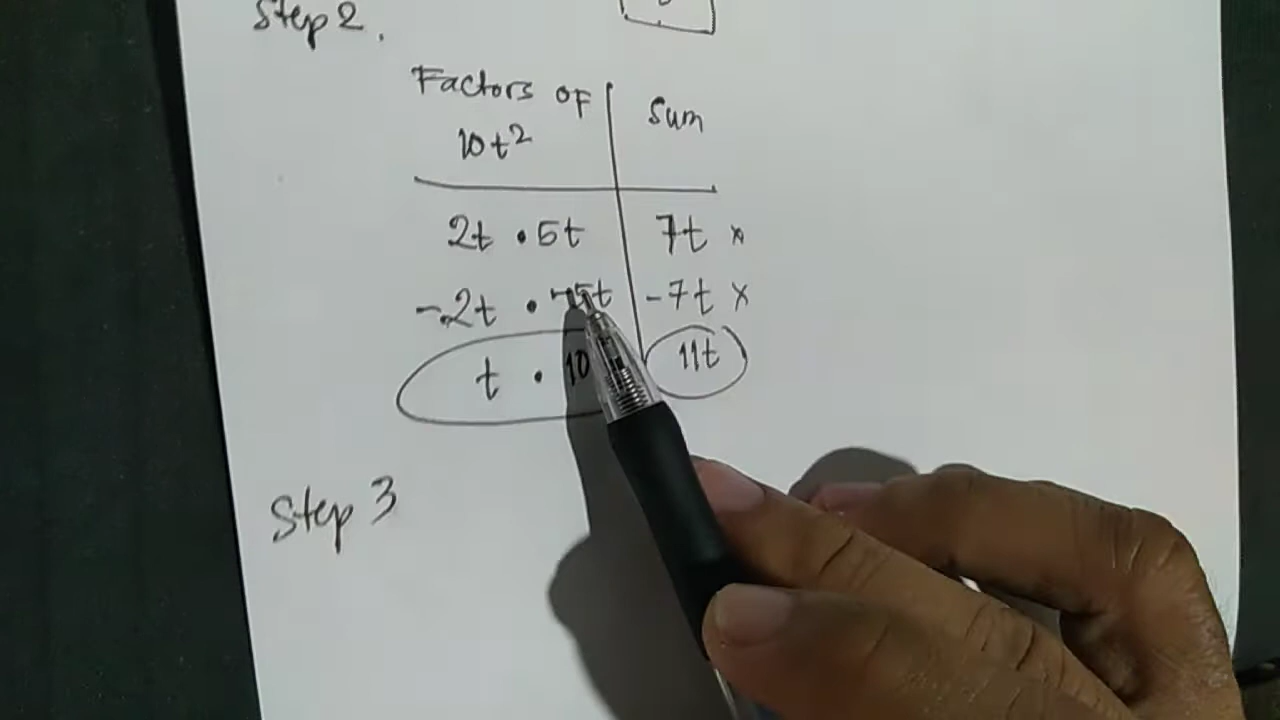 Step 2.
Factors of | Sum
10t²
2t • 5t | 7t ×
-2t • -5t | -7t ×
t • 10 | 11t
Step 3